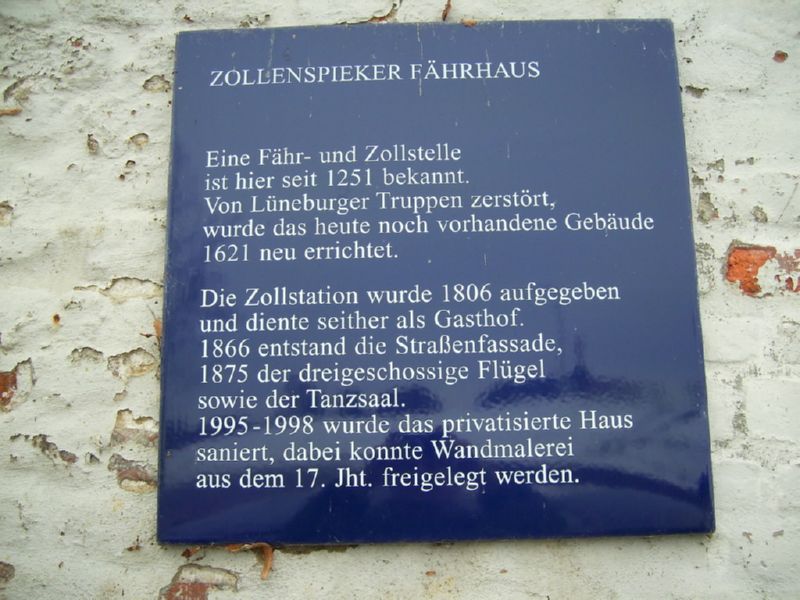 ZOLLENSPIEKER FÄHRHAUS
Eine Fähr- und Zollstelle
ist hier seit 1251 bekannt.
Von Lüneburger Truppen zerstört,
wurde das heute noch vorhandene Gebäude
1621 neu errichtet.
Die Zollstation wurde 1806 aufgegeben
und diente seither als Gasthof.
1866 entstand die Straßenfassade,
1875 der dreigeschossige Flügel
sowie der Tanzsaal.
1995-1998 wurde das privatisierte Haus
saniert, dabei konnte Wandmalerei
aus dem 17. Jht. freigelegt werden.